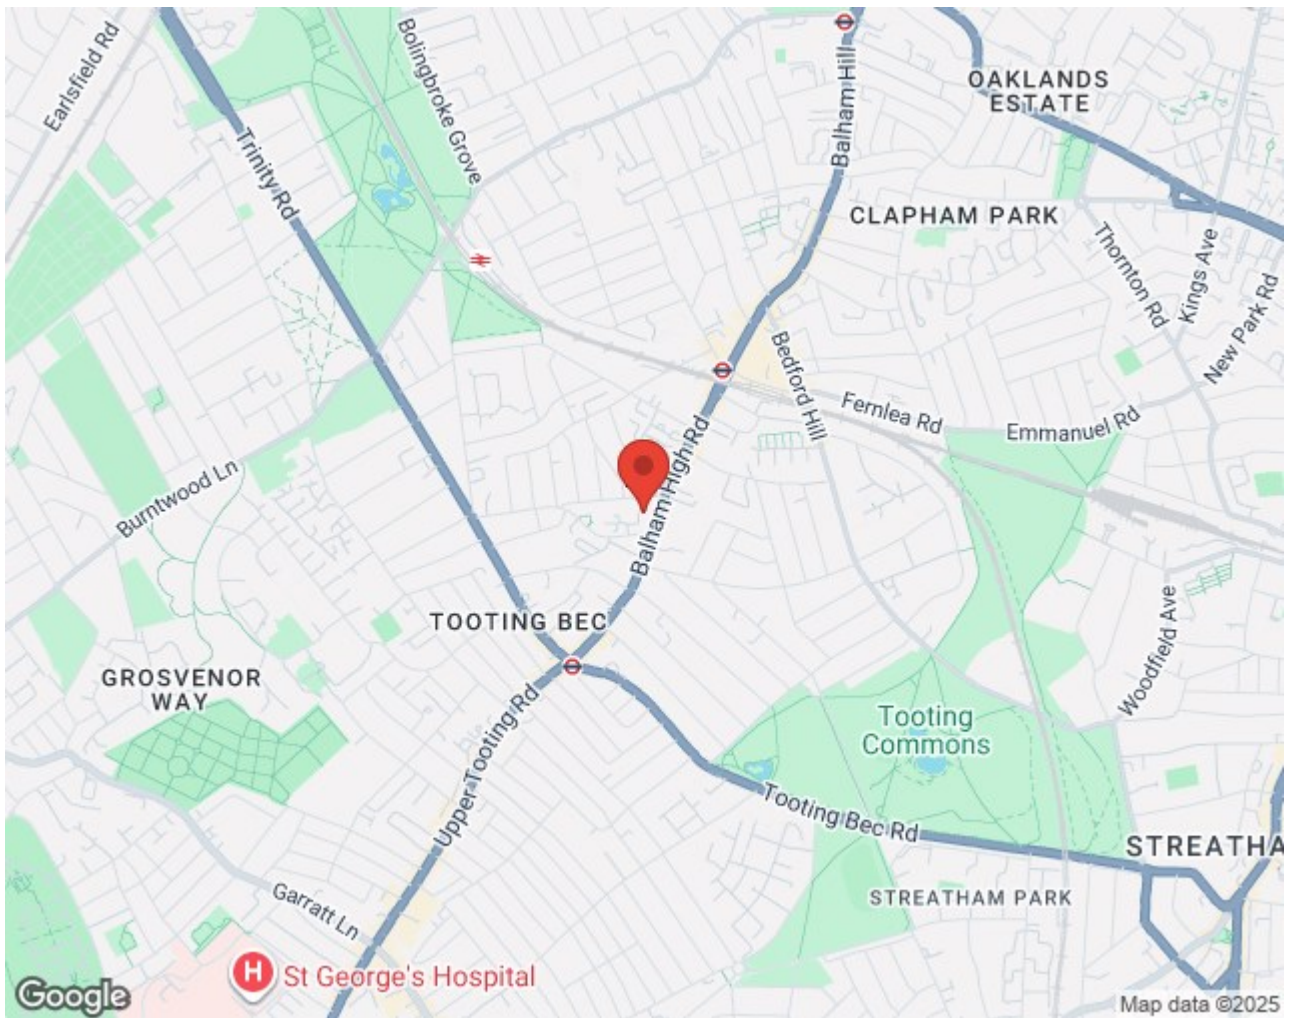 Earlsfield Rd
Bolingbroke Grove
Balham Hill
OAKLANDS
ESTATE
Trinity Rd
CLAPHAM PARK
Thornton Rd
Kings Ave
New Park Rd
Bedford Hill
Fernlea Rd
Emmanuel Rd
Balham High Rd
Burntwood Ln
TOOTING BEC
Woodfield Ave
GROSVENOR
WAY
Tooting
Commons
Upper Tooting Rd
Tooting Bec Rd
STREATHA
STREATHAM PARK
Garratt Ln
H
St George's Hospital
Google
Map data ©2025